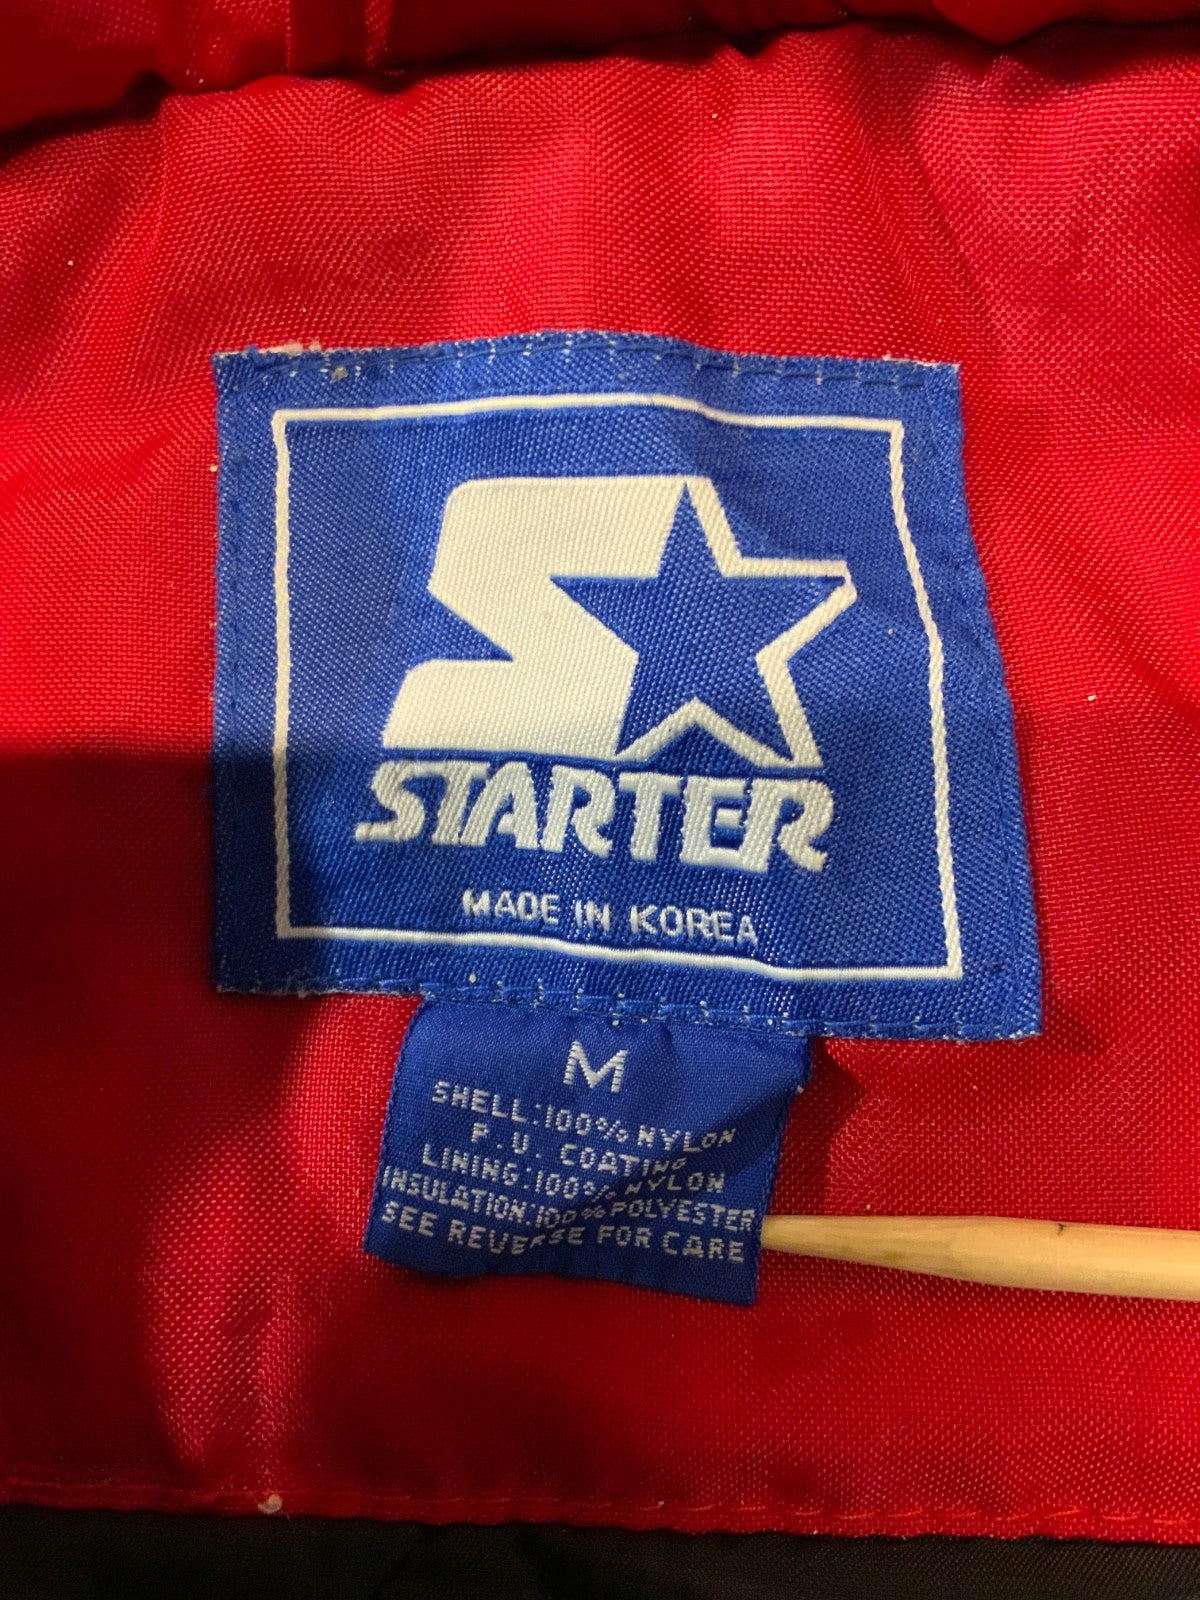 STARTER
MADE IN KOREA
M
SHELL:100% NYLON
P.U. COATING
LINING:100% NYLON
INSULATION:100%POLYESTER
SEE REVERSE FOR CARE